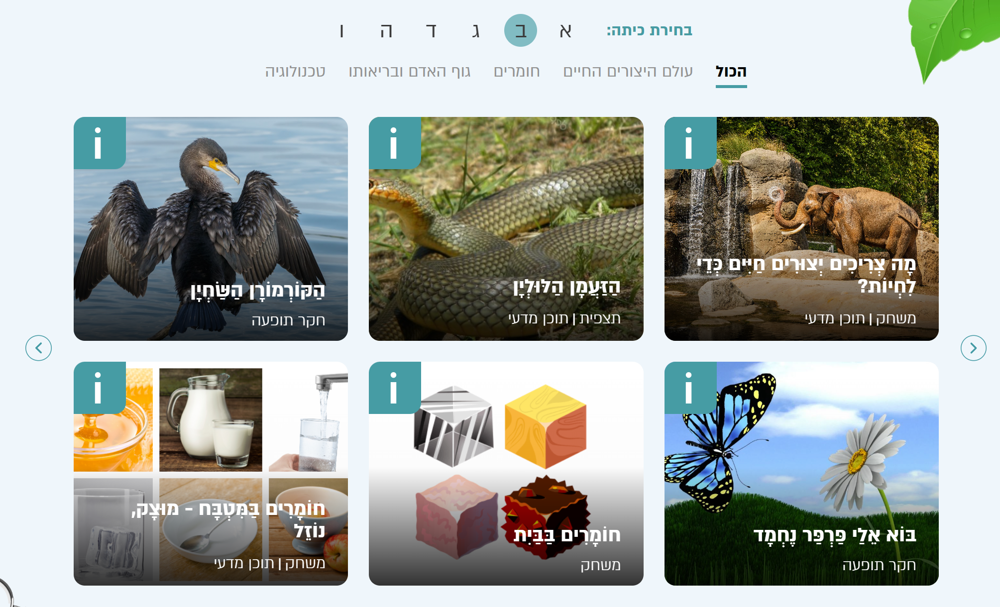 בחירת כיתה: א ב ג ד ה ו
הכול עולם היצורים החיים חומרים גוף האדם ובריאותו טכנולוגיה
i
מָה צְרִיכִים יְצוּרִים חַיִּים כְּדֵי
לִחְיוֹת?
משחק | תוכן מדעי
i
הַזַּעֲמָן הַלּוּלְיָן
תצפית | תוכן מדעי
i
הַקּוֹרְמוֹרָן הַשַּׂחְיָן
חקר תופעה
i
בּוֹא אֵלַי פַּרְפַּר נֶחְמָד
חקר תופעה
i
חוֹמָרִים בַּבַּיִת
משחק
i
חוֹמָרִים בַּמִּטְבָּח - מוּצָק,
נוֹזֵל
משחק | תוכן מדעי